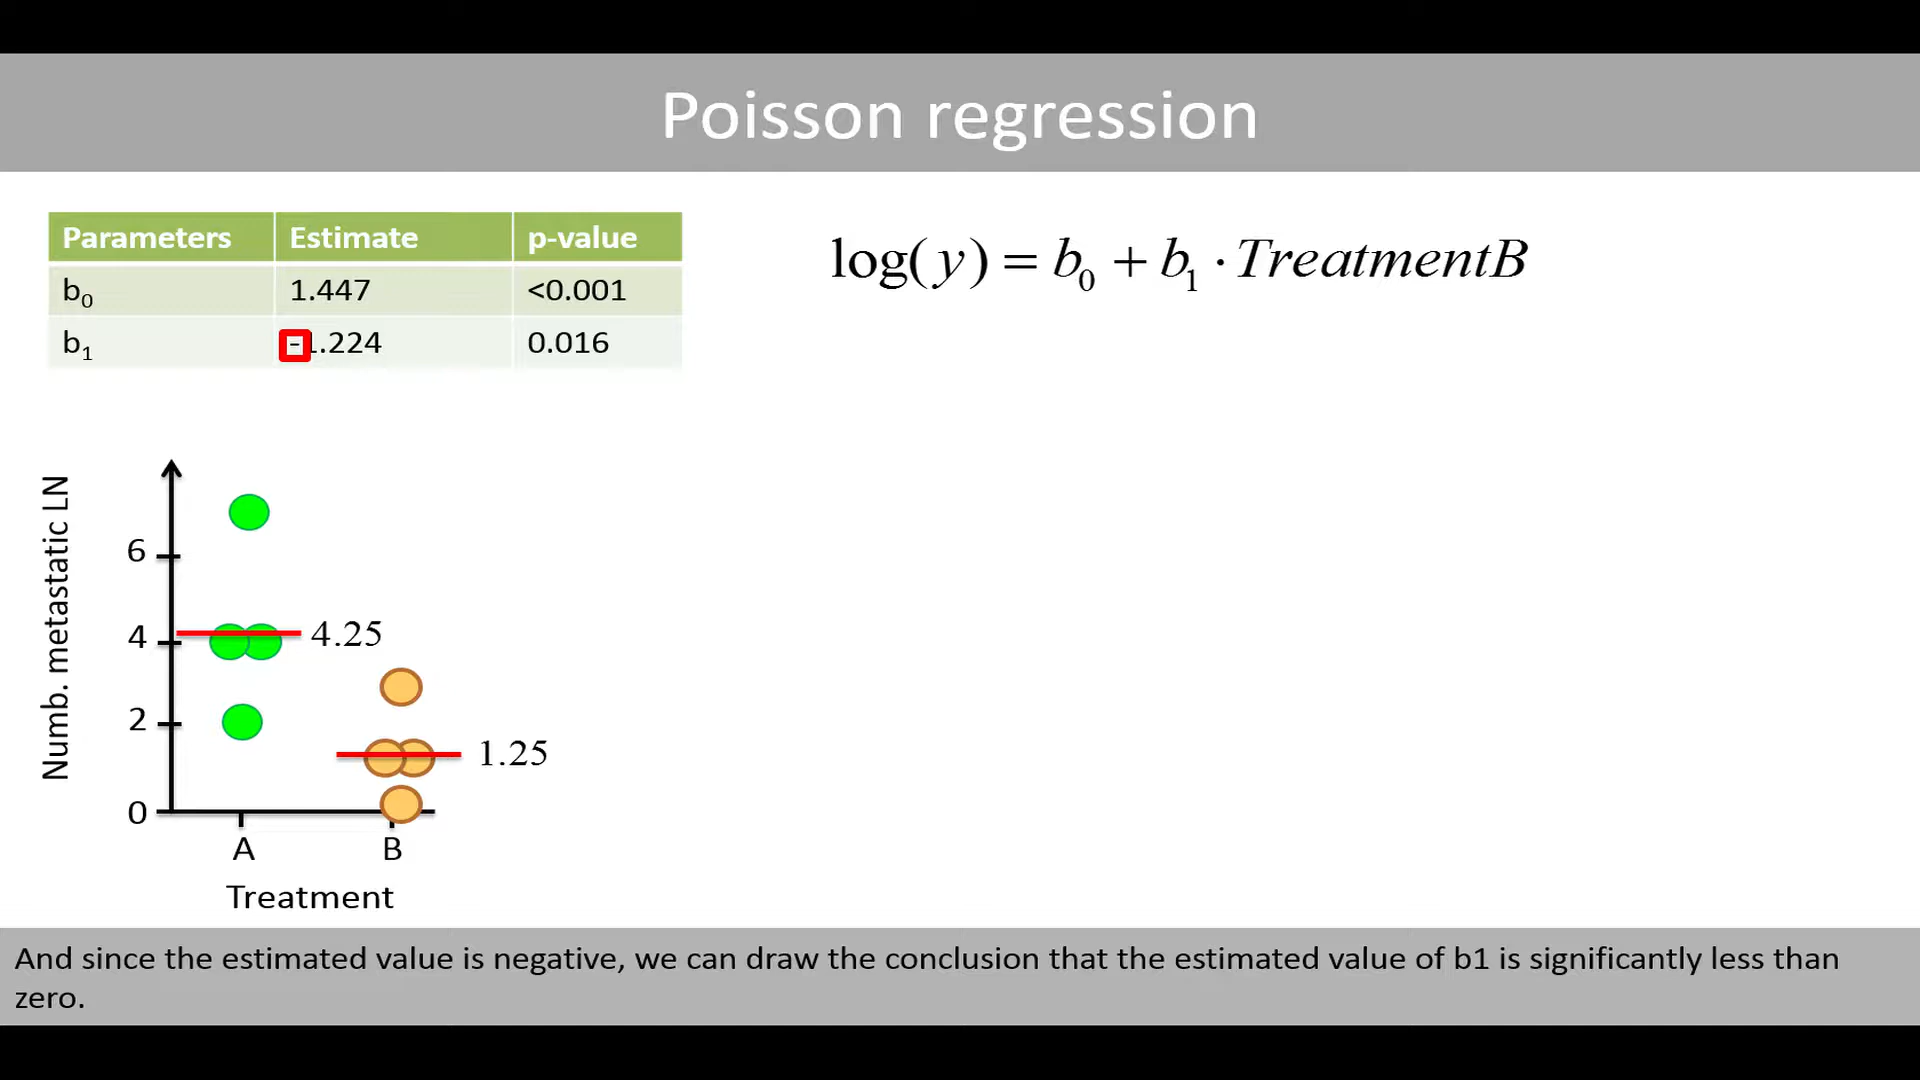 Poisson regression
Parameters Estimate p-value
b₀ 1.447 <0.001
b₁ -1.224 0.016
log(y) = b₀ + b₁ · TreatmentB
Numb. metastatic LN
6
4
2
0
4.25
1.25
A B
Treatment
And since the estimated value is negative, we can draw the conclusion that the estimated value of b1 is significantly less than
zero.